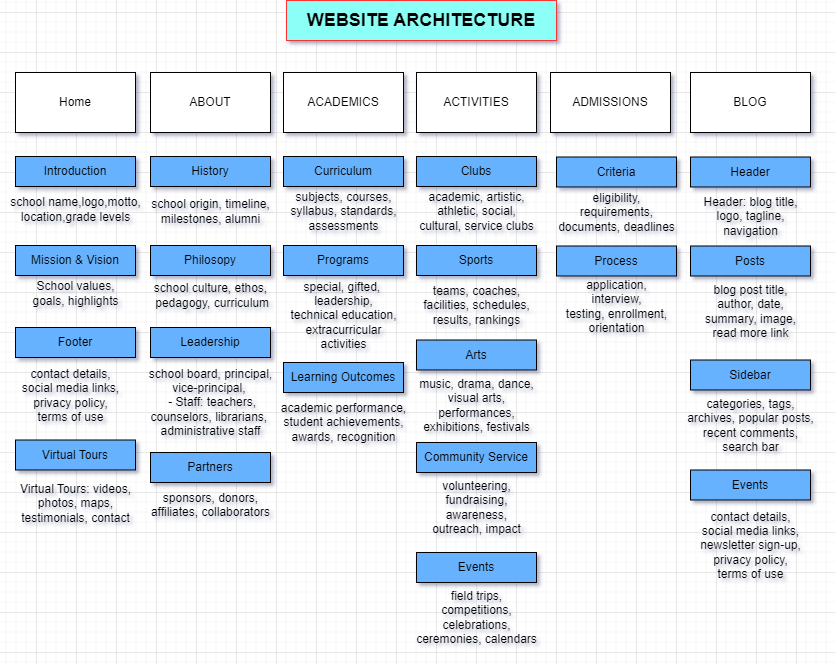 WEBSITE ARCHITECTURE
Home
ABOUT
ACADEMICS
ACTIVITIES
ADMISSIONS
BLOG
Introduction
school name,logo,motto,
location,grade levels
Mission & Vision
School values,
goals, highlights
Footer
contact details,
social media links,
privacy policy,
terms of use
Virtual Tours
Virtual Tours: videos,
photos, maps,
testimonials, contact
History
school origin, timeline,
milestones, alumni
Philosopy
school culture, ethos,
pedagogy, curriculum
Leadership
school board, principal,
vice-principal,
- Staff: teachers,
counselors, librarians,
administrative staff
Partners
sponsors, donors,
affiliates, collaborators
Curriculum
subjects, courses,
syllabus, standards,
assessments
Programs
special, gifted,
leadership,
technical education,
extracurricular
activities
Learning Outcomes
academic performance,
student achievements,
awards, recognition
Clubs
academic, artistic,
athletic, social,
cultural, service clubs
Sports
teams, coaches,
facilities, schedules,
results, rankings
Arts
music, drama, dance,
visual arts,
performances,
exhibitions, festivals
Community Service
volunteering,
fundraising,
awareness,
outreach, impact
Events
field trips,
competitions,
celebrations,
ceremonies, calendars
Criteria
eligibility,
requirements,
documents, deadlines
Process
application,
interview,
testing, enrollment,
orientation
Header
Header: blog title,
logo, tagline,
navigation
Posts
blog post title,
author, date,
summary, image,
read more link
Sidebar
categories, tags,
archives, popular posts,
recent comments,
search bar
Events
contact details,
social media links,
newsletter sign-up,
privacy policy,
terms of use